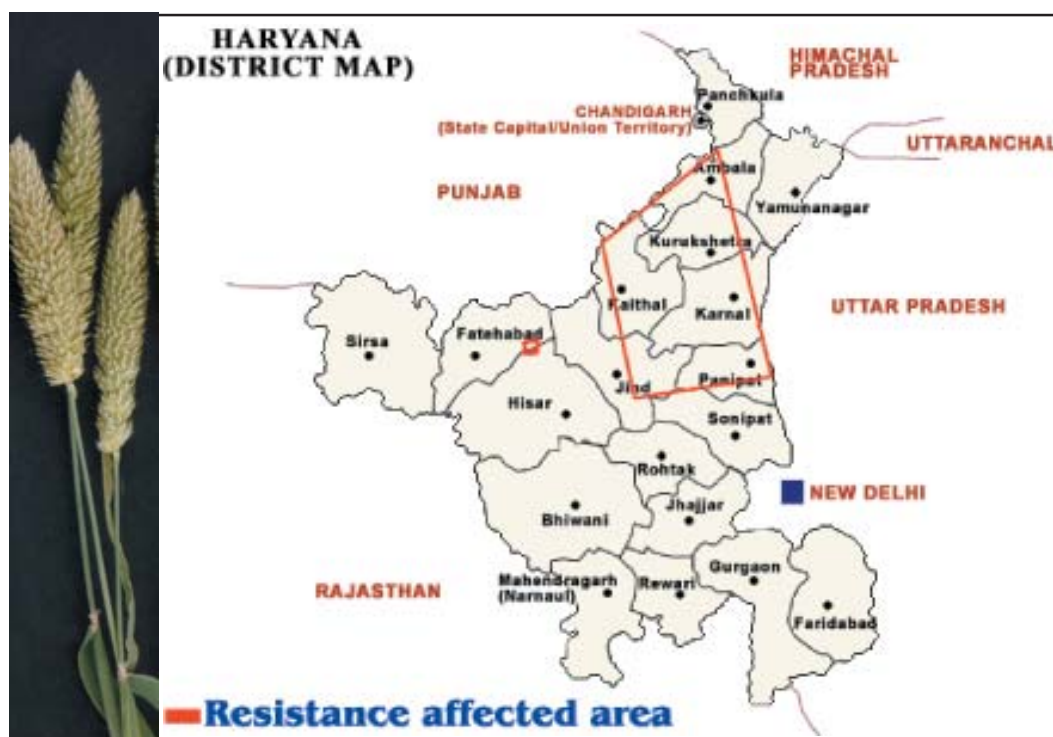 HARYANA
(DISTRICT MAP)
HIMACHAL
PRADESH
Panchkula
CHANDIGARH
(State Capital/Union Territory)
UTTARANCHAL
Ambala
PUNJAB
Yamunanagar
Kurukshetra
Kaithal
Karnal
UTTAR PRADESH
Sirsa
Fatehabad
Jind
Panipat
Hisar
Sonipat
Rohtak
NEW DELHI
Bhiwani
Jhajjar
RAJASTHAN
Mahendragarh
(Narnaul)
Rewari
Gurgaon
Faridabad
Resistance affected area